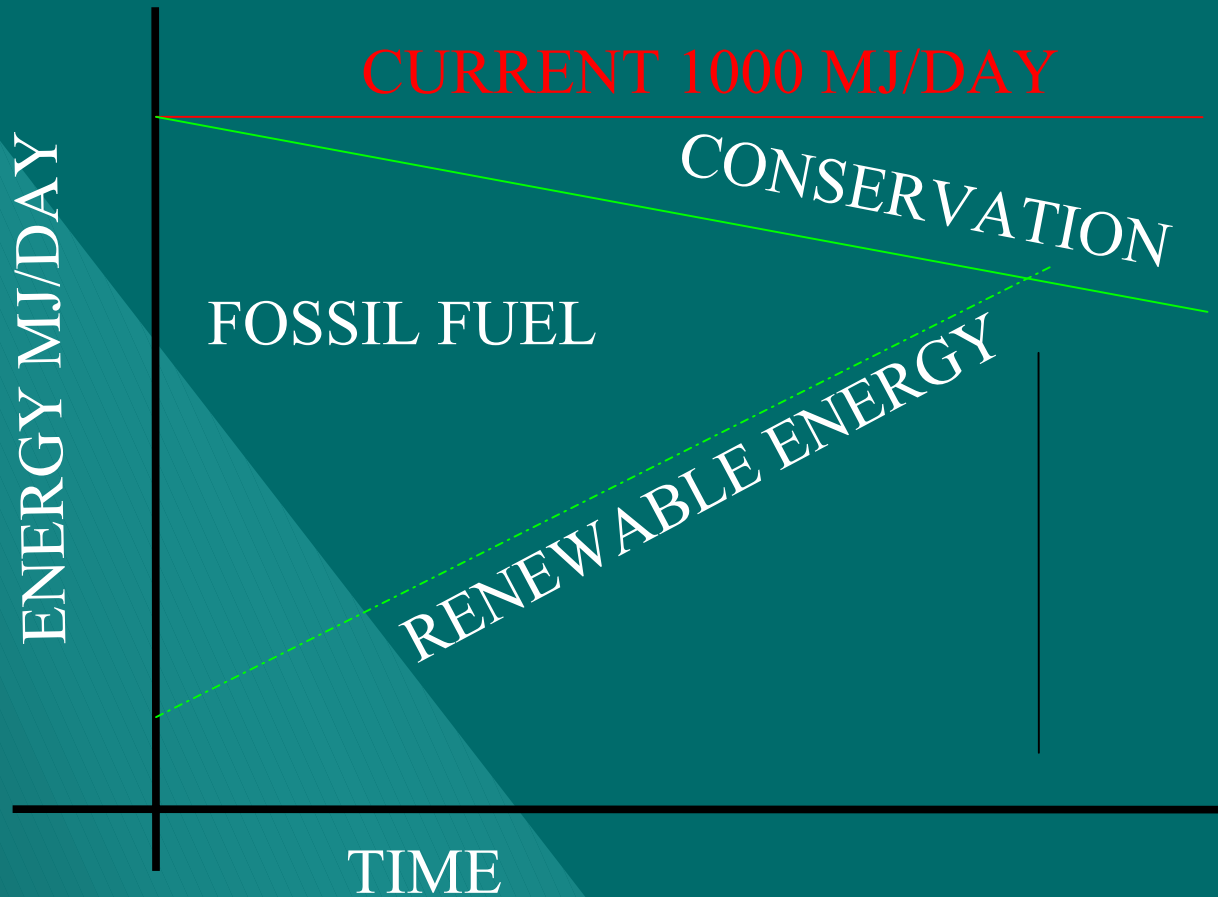 CURRENT 1000 MJ/DAY
CONSERVATION
ENERGY MJ/DAY
FOSSIL FUEL
RENEWABLE ENERGY
TIME